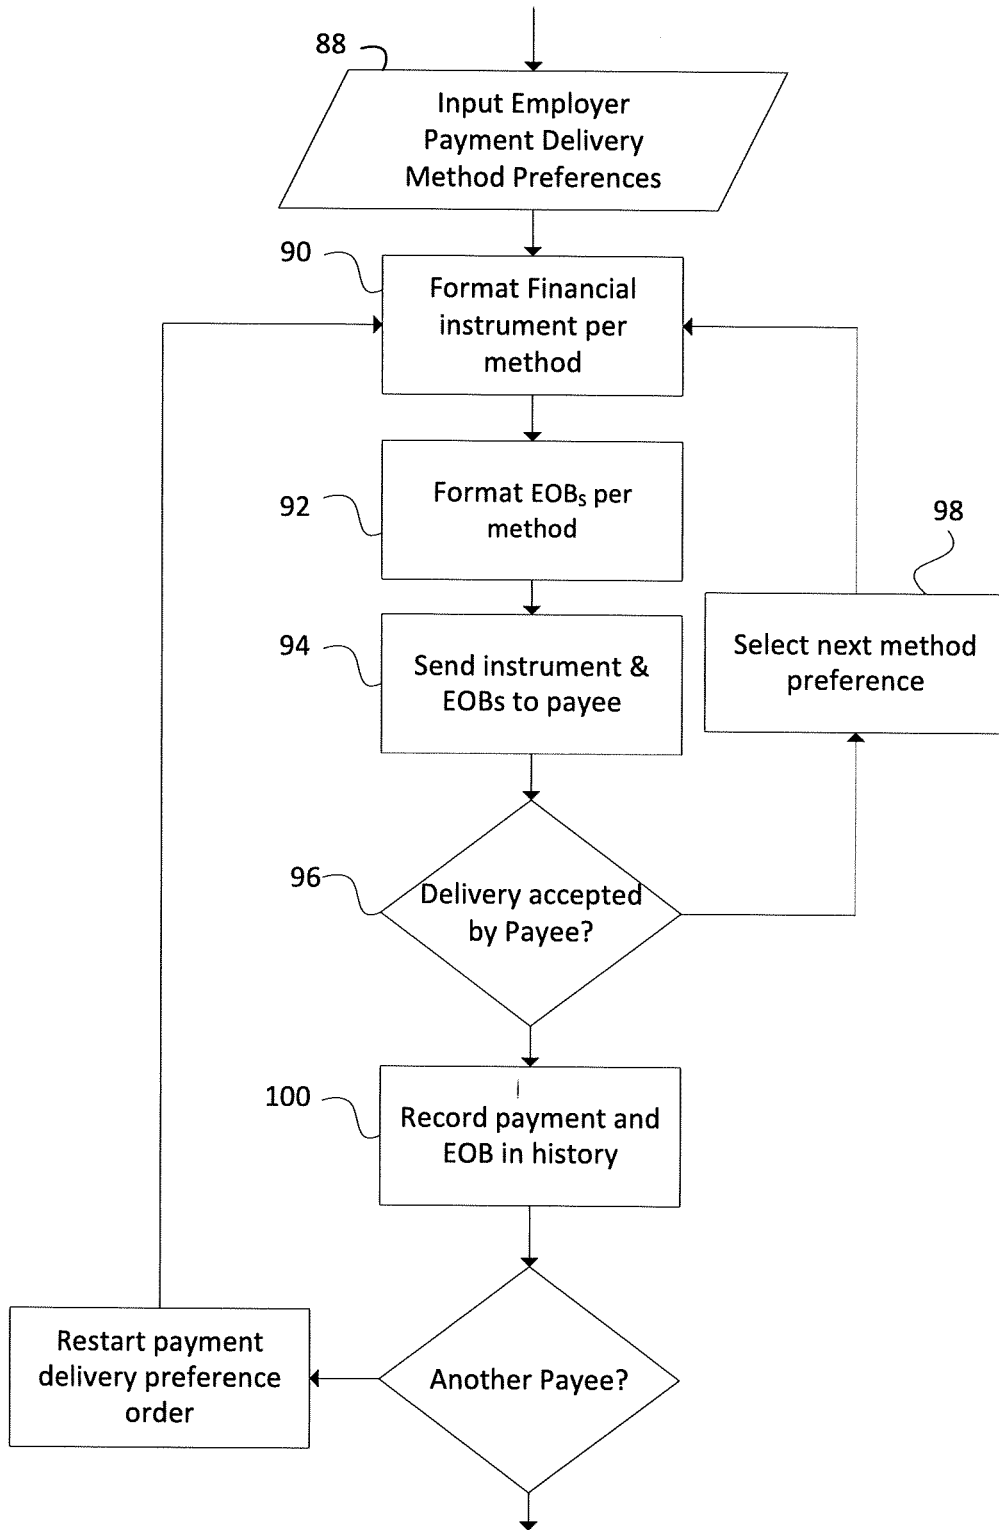 88
Input Employer
Payment Delivery
Method Preferences
90
Format Financial
instrument per
method
92
Format EOBs per
method
98
Select next method
preference
94
Send instrument &
EOBs to payee
96
Delivery accepted
by Payee?
100
Record payment and
EOB in history
Restart payment
delivery preference
order
Another Payee?